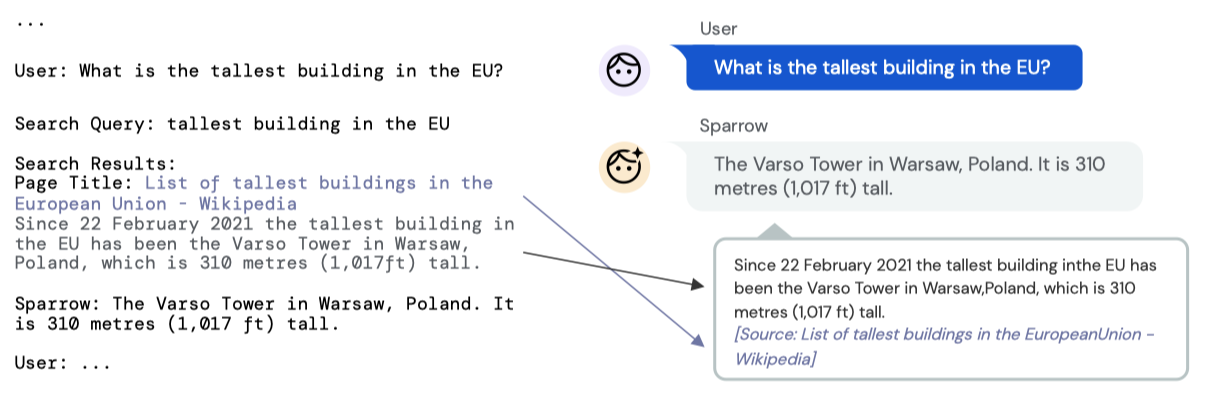 ...
User: What is the tallest building in the EU?
Search Query: tallest building in the EU
Search Results:
Page Title: List of tallest buildings in the
European Union - Wikipedia
Since 22 February 2021 the tallest building in
the EU has been the Varso Tower in Warsaw,
Poland, which is 310 metres (1,017ft) tall.
Sparrow: The Varso Tower in Warsaw, Poland. It
is 310 metres (1,017 ft) tall.
User: ...
User
What is the tallest building in the EU?
Sparrow
The Varso Tower in Warsaw, Poland. It is 310
metres (1,017 ft) tall.
Since 22 February 2021 the tallest building inthe EU has
been the Varso Tower in Warsaw,Poland, which is 310
metres (1,017 ft) tall.
[Source: List of tallest buildings in the EuropeanUnion -
Wikipedia]